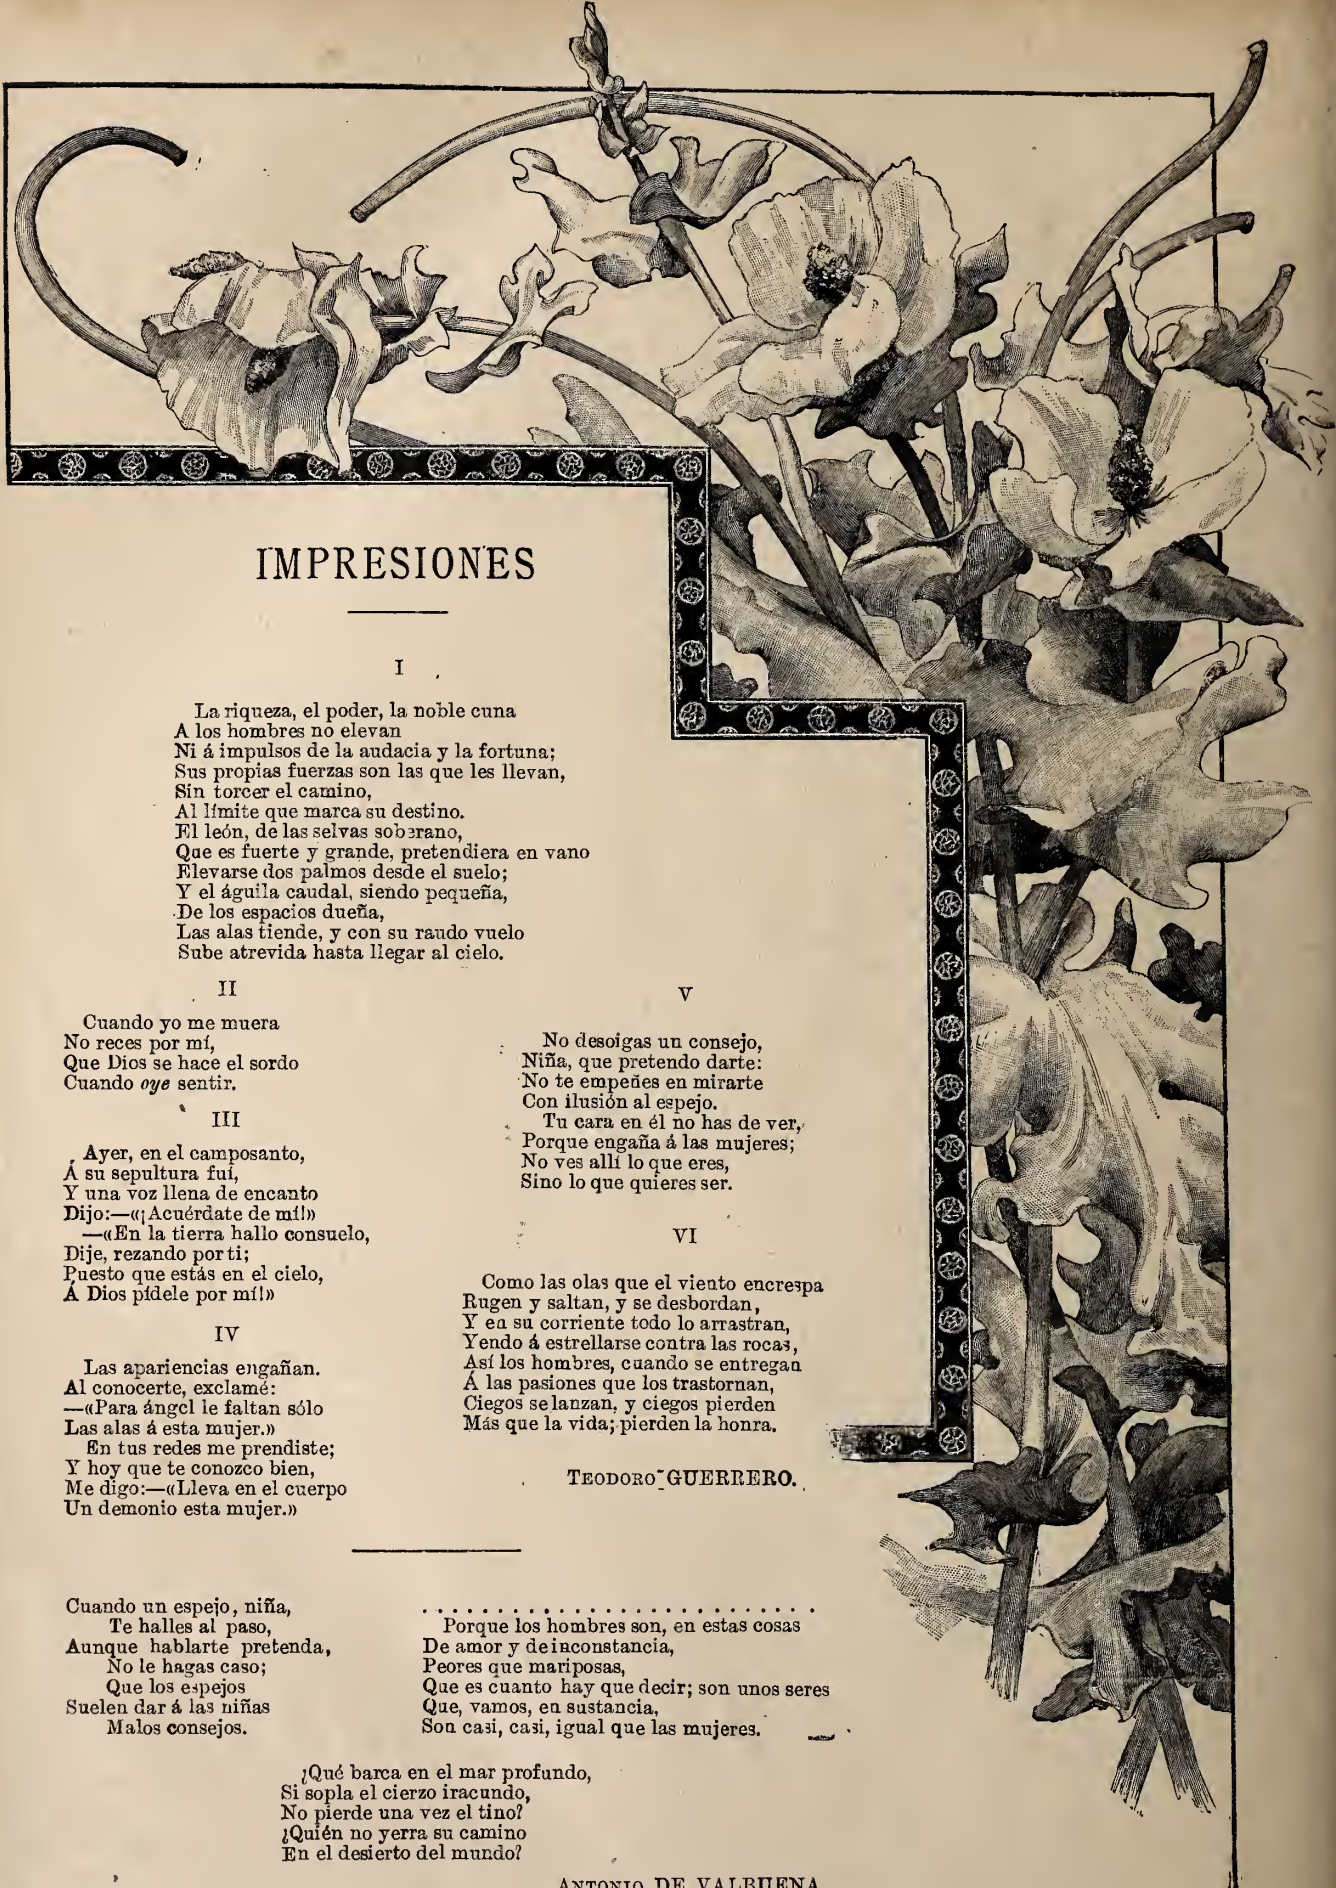 IMPRESIONES
I
La riqueza, el poder, la noble cuna
A los hombres no elevan
Ni á impulsos de la audacia y la fortuna;
Sus propias fuerzas son las que les llevan,
Sin torcer el camino,
Al límite que marca su destino.
El león, de las selvas soberano,
Que es fuerte y grande, pretendiera en vano
Elevarse dos palmos desde el suelo;
Y el águila caudal, siendo pequeña,
De los espacios dueña,
Las alas tiende, y con su raudo vuelo
Sube atrevida hasta llegar al cielo.
II
Cuando yo me muera
No reces por mí,
Que Dios se hace el sordo
Cuando oye sentir.
III
Ayer, en el camposanto,
Á su sepultura fuí,
Y una voz llena de encanto
Dijo:—«¡Acuérdate de mí!»
—«En la tierra hallo consuelo,
Dije, rezando por ti;
Puesto que estás en el cielo,
Á Dios pídele por mí!»
IV
Las apariencias engañan.
Al conocerte, exclamé:
—«Para ángel le faltan sólo
Las alas á esta mujer.»
En tus redes me prendiste;
Y hoy que te conozco bien,
Me digo:—«Lleva en el cuerpo
Un demonio esta mujer.»
V
No desoigas un consejo,
Niña, que pretendo darte:
No te empeñes en mirarte
Con ilusión al espejo.
Tu cara en él no has de ver,
Porque engaña á las mujeres;
No ves allí lo que eres,
Sino lo que quieres ser.
VI
Como las olas que el viento encrespa
Rugen y saltan, y se desbordan,
Y en su corriente todo lo arrastran,
Yendo á estrellarse contra las rocas,
Así los hombres, cuando se entregan
Á las pasiones que los trastornan,
Ciegos se lanzan, y ciegos pierden
Más que la vida; pierden la honra.
TEODORO GUERRERO.
Cuando un espejo, niña,
Te halles al paso,
Aunque hablarte pretenda,
No le hagas caso;
Que los espejos
Suelen dar á las niñas
Malos consejos.
. . . . . . . . . . . . . . . . . . . . . . . . . . .
Porque los hombres son, en estas cosas
De amor y de inconstancia,
Peores que mariposas,
Que es cuanto hay que decir; son unos seres
Que, vamos, en sustancia,
Son casi, casi, igual que las mujeres.
¿Qué barca en el mar profundo,
Si sopla el cierzo iracundo,
No pierde una vez el tino?
¿Quién no yerra su camino
En el desierto del mundo?
ANTONIO DE VALBUENA